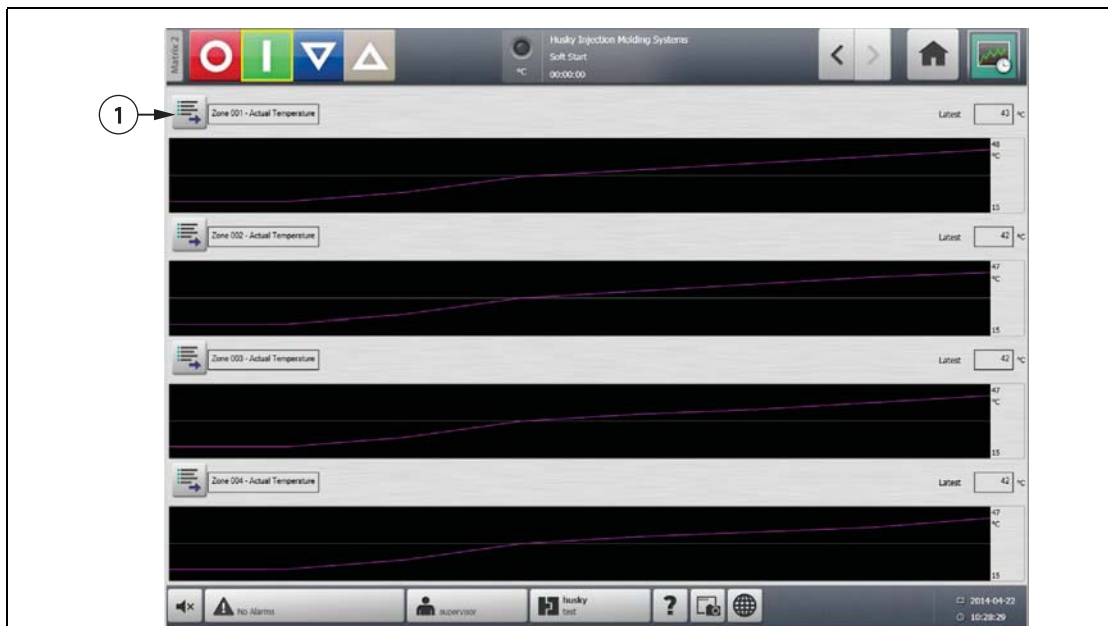 Matrix 2
Husky Injection Molding Systems
Soft Start
00:00:00
°C
1
Zone 001 - Actual Temperature
Latest 43 °C
48
°C
15
Zone 002 - Actual Temperature
Latest 42 °C
47
°C
15
Zone 003 - Actual Temperature
Latest 42 °C
47
°C
15
Zone 004 - Actual Temperature
Latest 42 °C
47
°C
15
No Alarms
supervisor
husky
test
?
2014-04-22
10:28:29